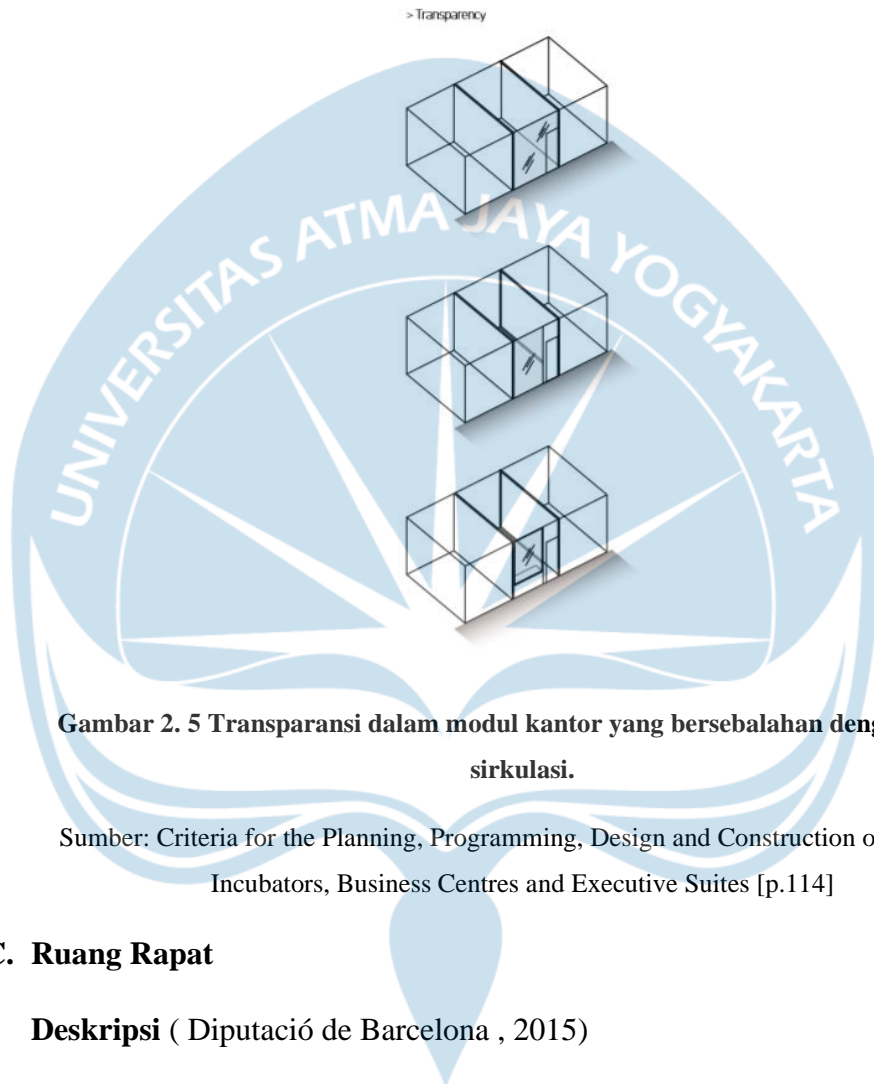 > Transparency
UNIVERSITAS ATMA JAYA YOGYAKARTA
Gambar 2. 5 Transparansi dalam modul kantor yang bersebalahan
sirkulasi.
Sumber: Criteria for the Planning, Programming, Design and Construction
Incubators, Business Centres and Executive Suites [p.114]
C. Ruang Rapat
Deskripsi ( Diputació de Barcelona , 2015)